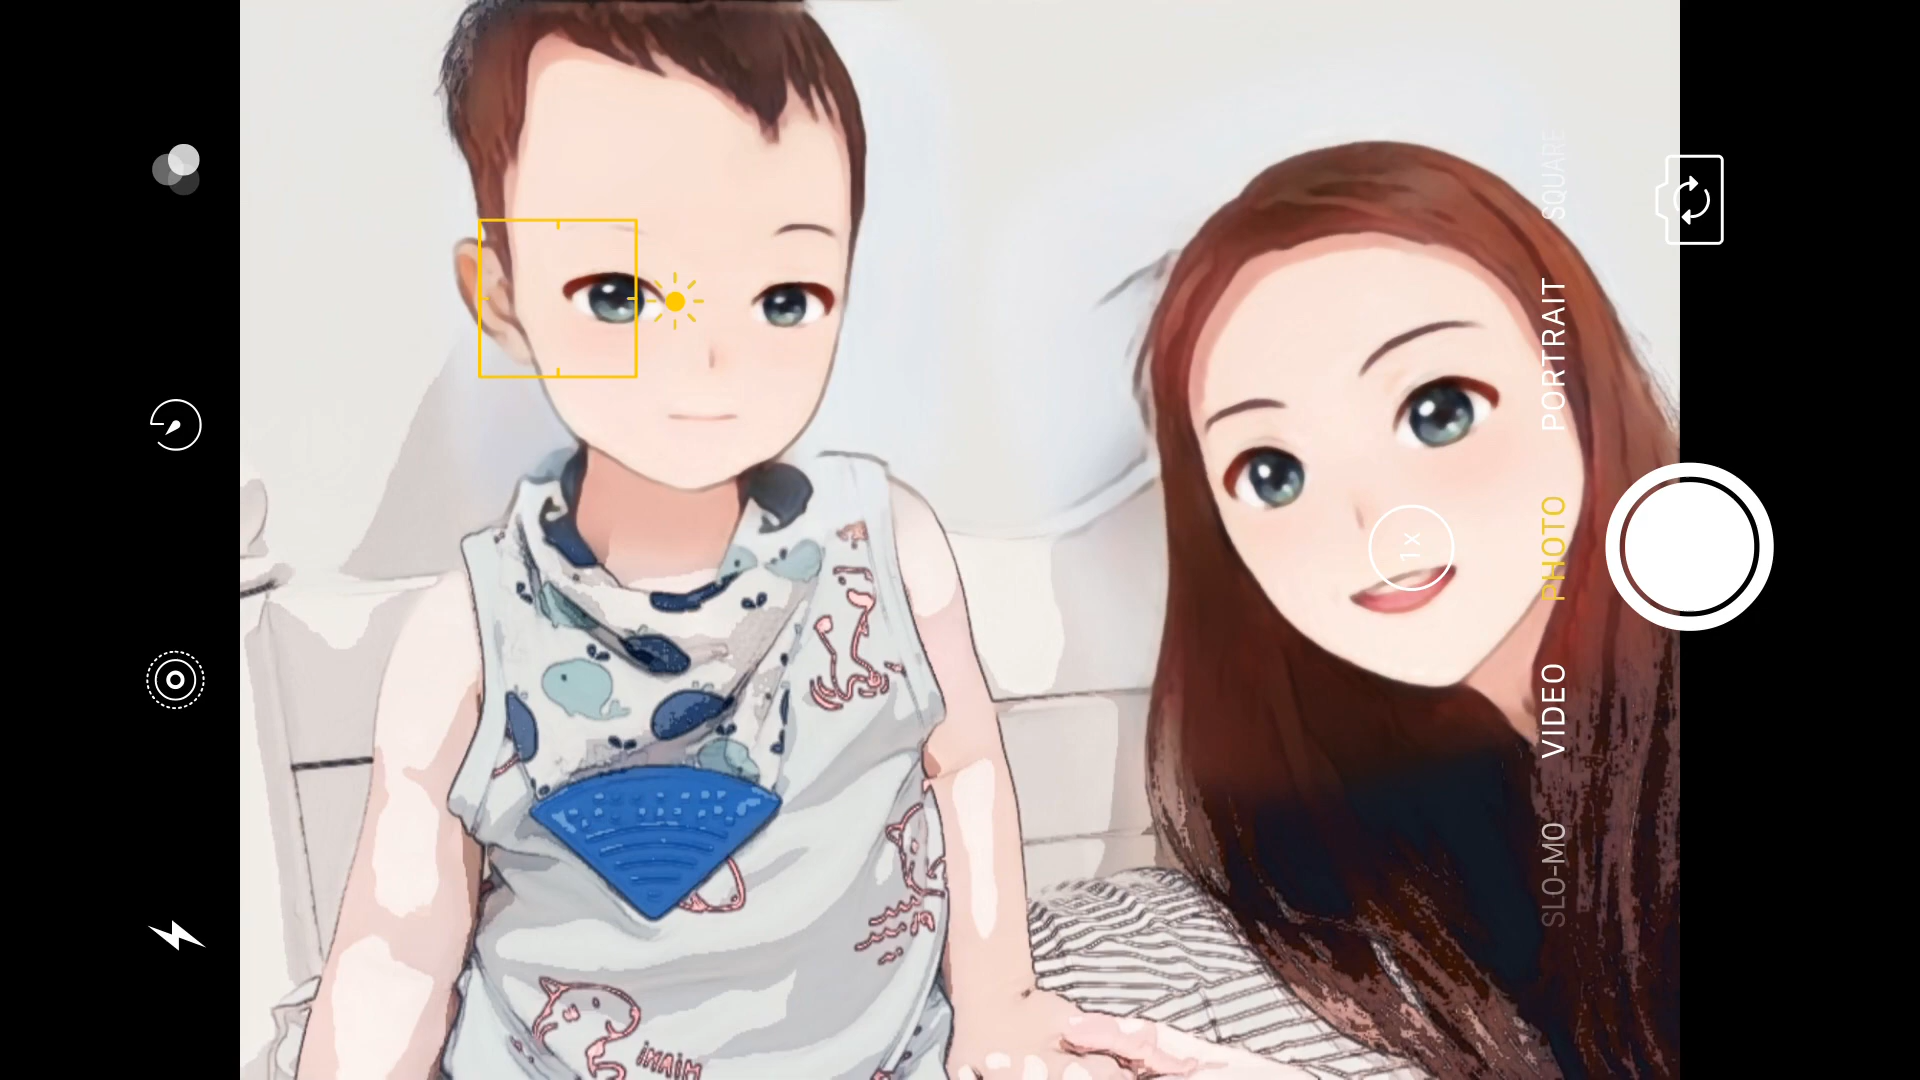 SQUARE
PORTRAIT
PHOTO
VIDEO
SLO-MO
1x